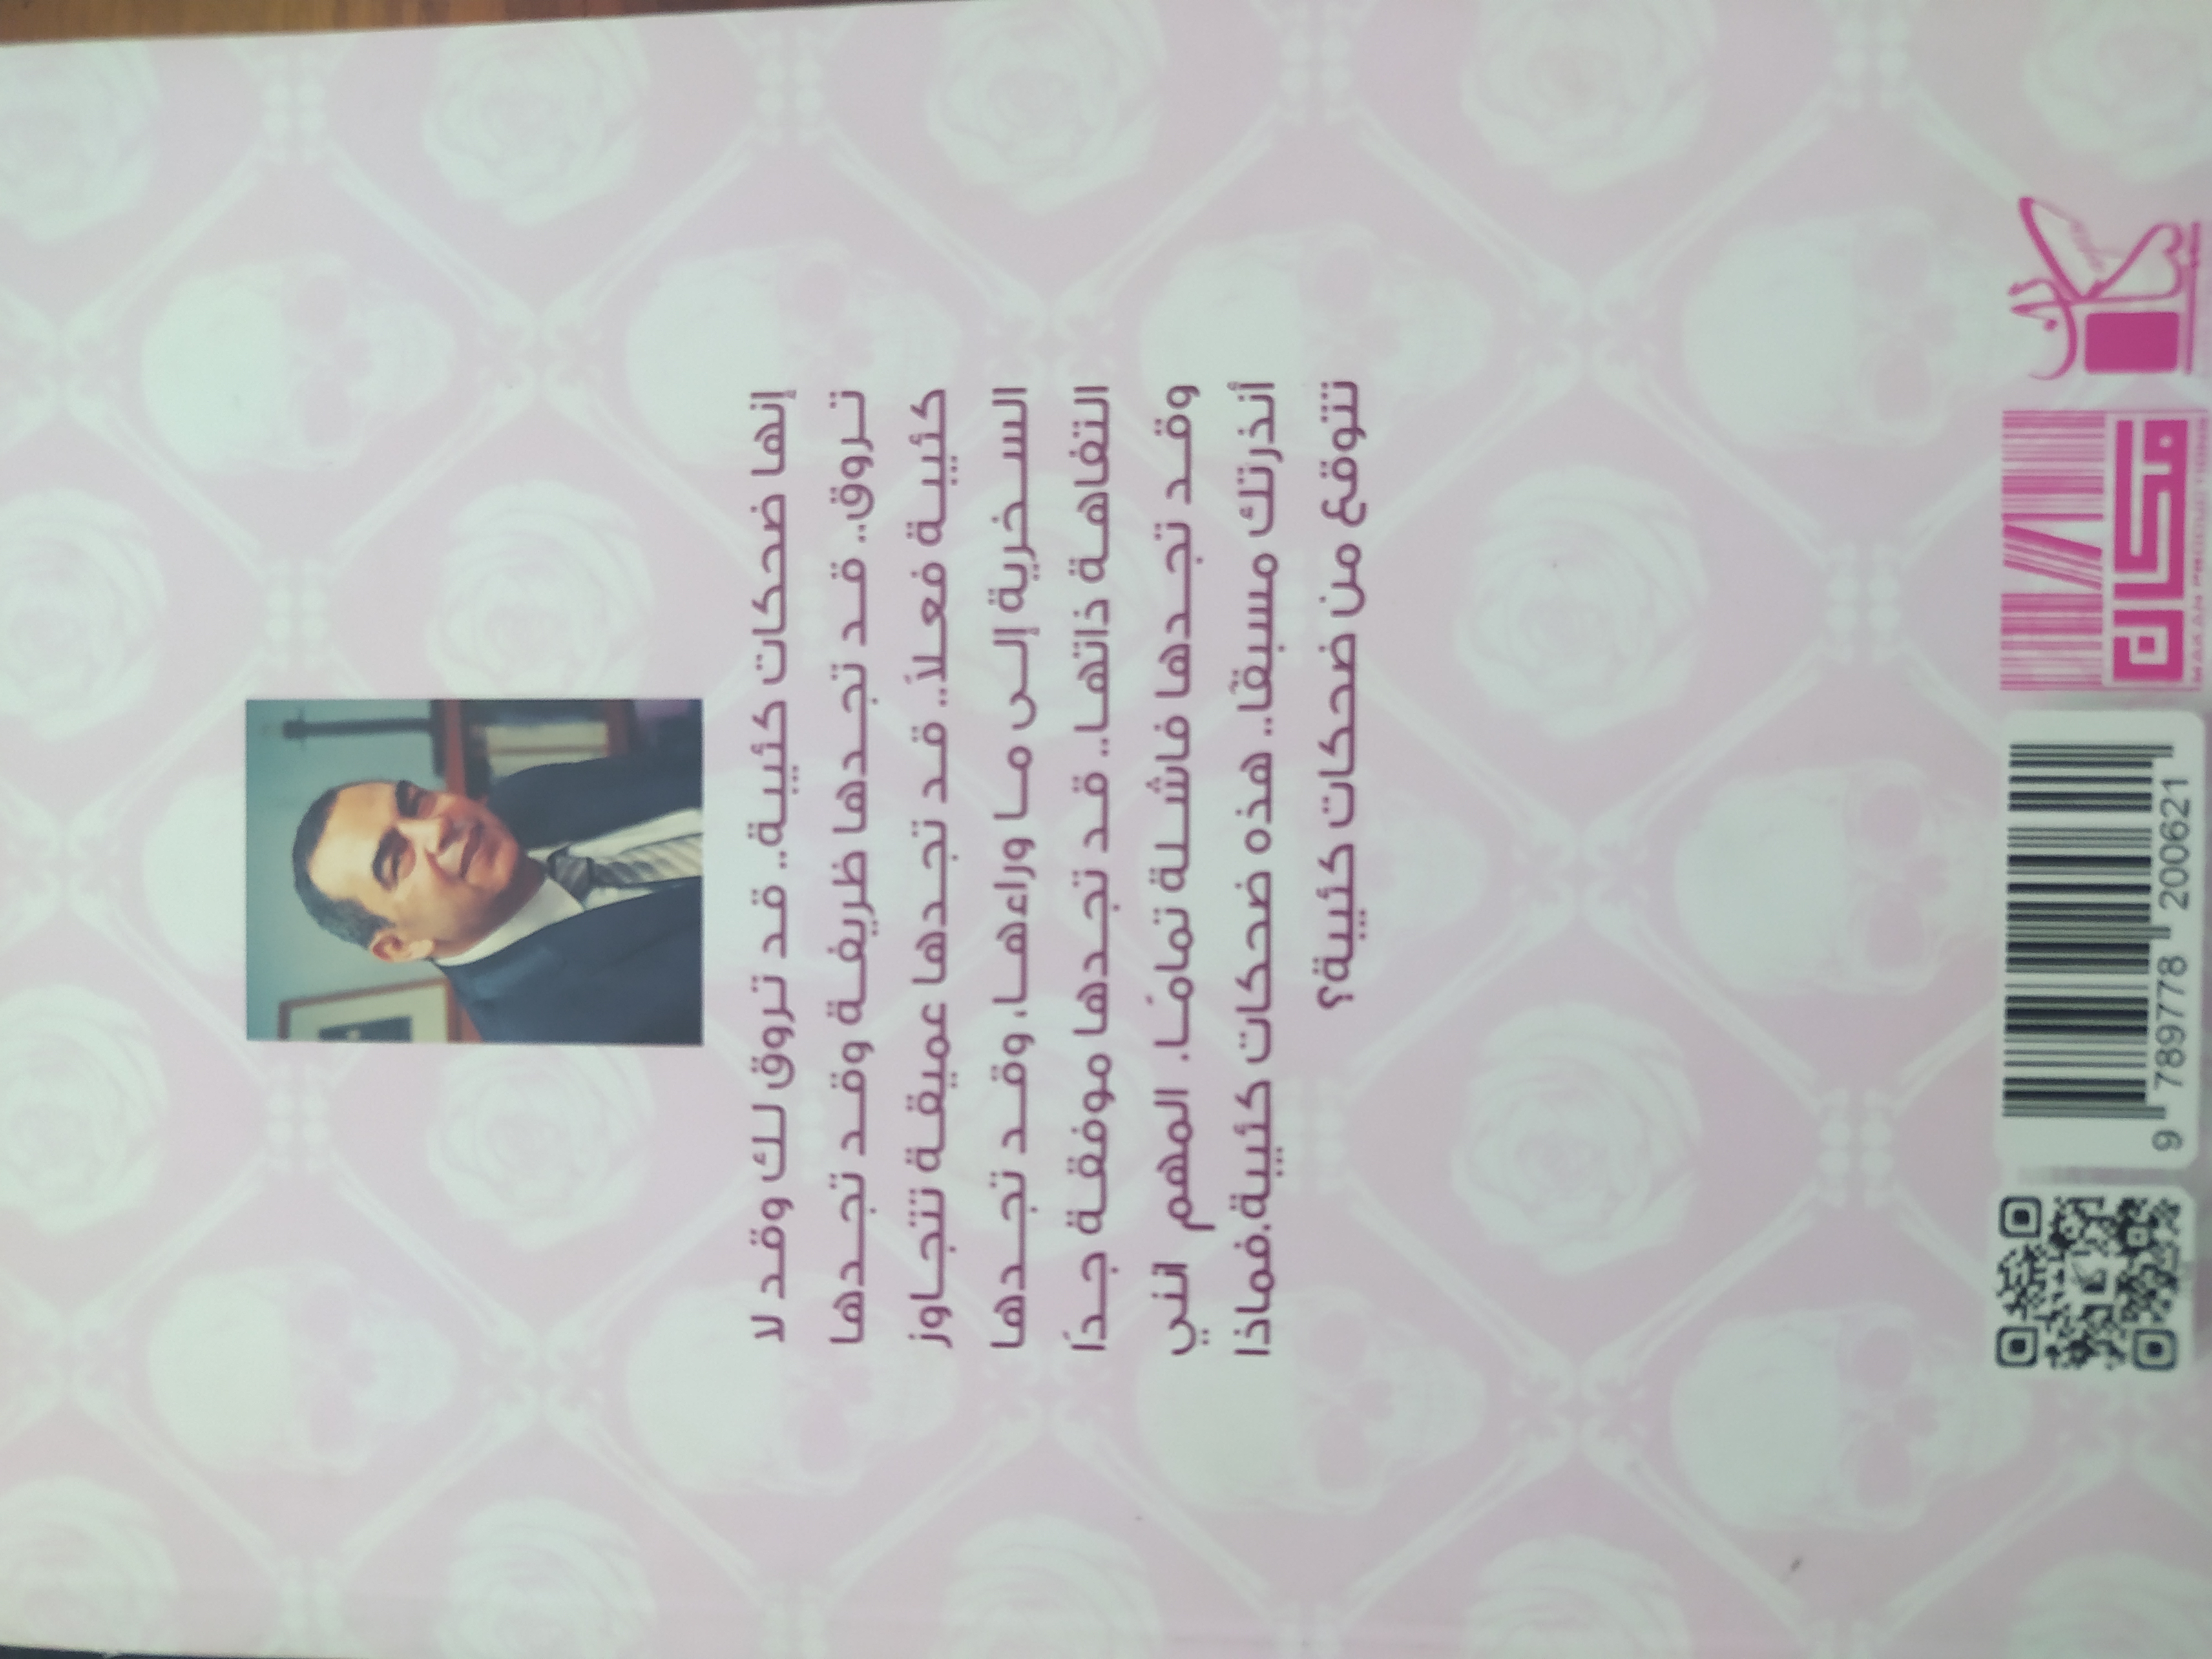 إنها ضحكات كئيبة.. قد تروق لك وقد لا
تروق.. قد تجدها ظريفة وقد تجدها
كئيبة فعلاً.. قد تجدها عميقة تتجاوز
السخرية إلى ما وراءها، وقد تجدها
التفاهة ذاتها.. قد تجدها موفقة جدًا
وقد تجدها فاشلة تمامًا. المهم انني
أنذرتك مسبقًا.. هذه ضحكات كئيبة.فماذا
تتوقع من ضحكات كئيبة؟
كيان
مكان
MAKAN PRODUCTIONS
9 789778 200621